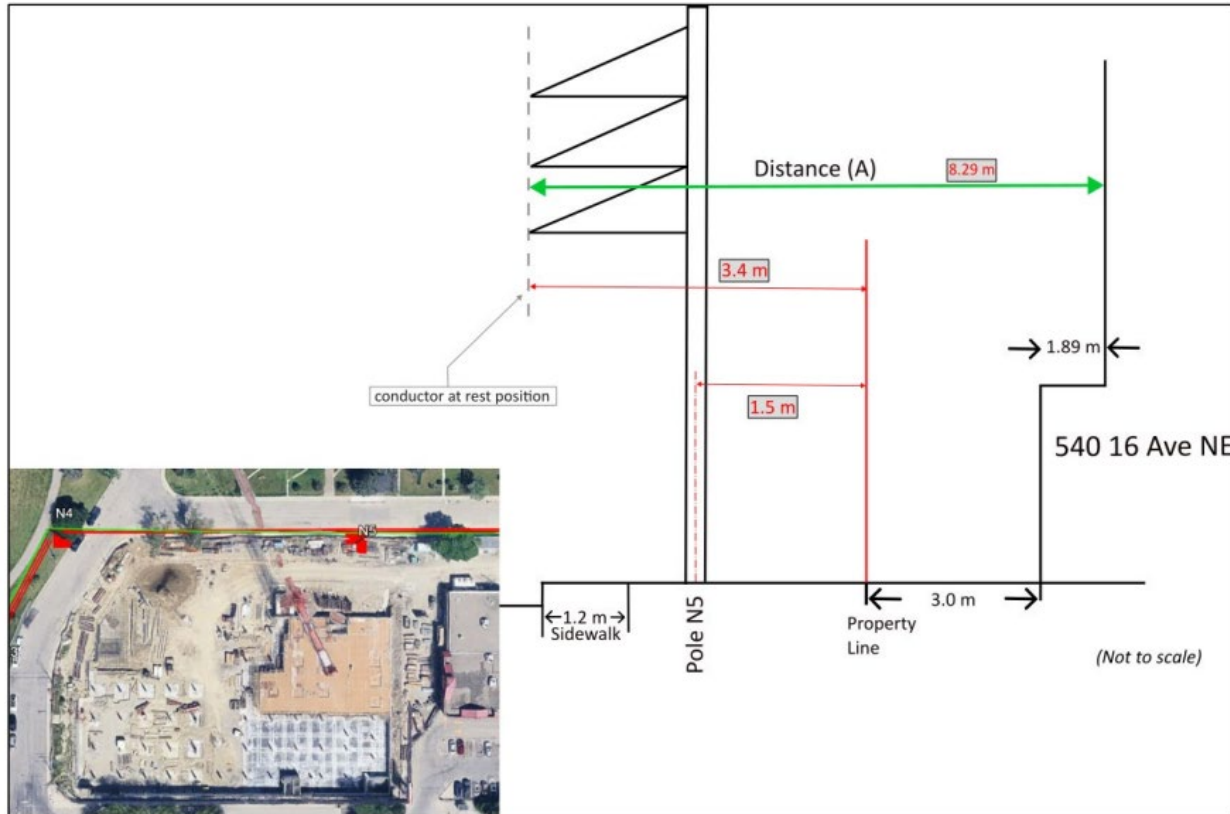 Distance (A)
8.29 m
3.4 m
1.89 m
conductor at rest position
1.5 m
540 16 Ave NE
N4
N5
1.2 m
Sidewalk
Pole N5
Property
Line
3.0 m
(Not to scale)